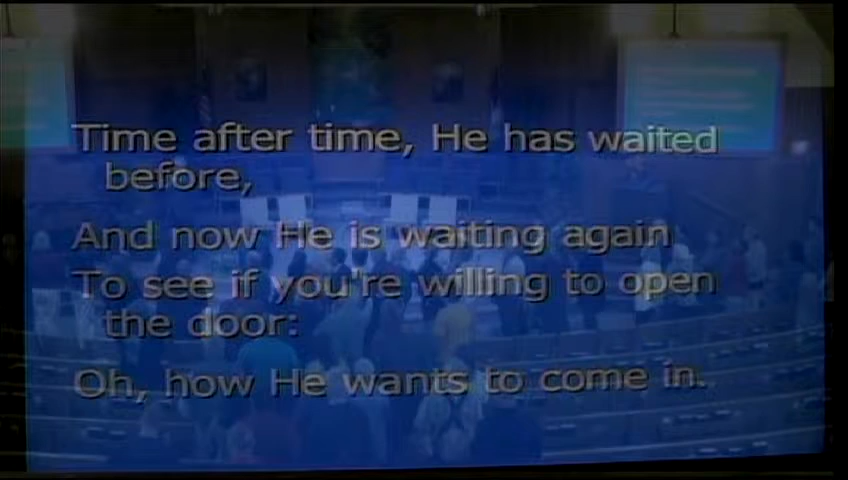 Time after time, He has waited
before,
And now He is waiting again
To see if you're willing to open
the door:
Oh, how He wants to come in.